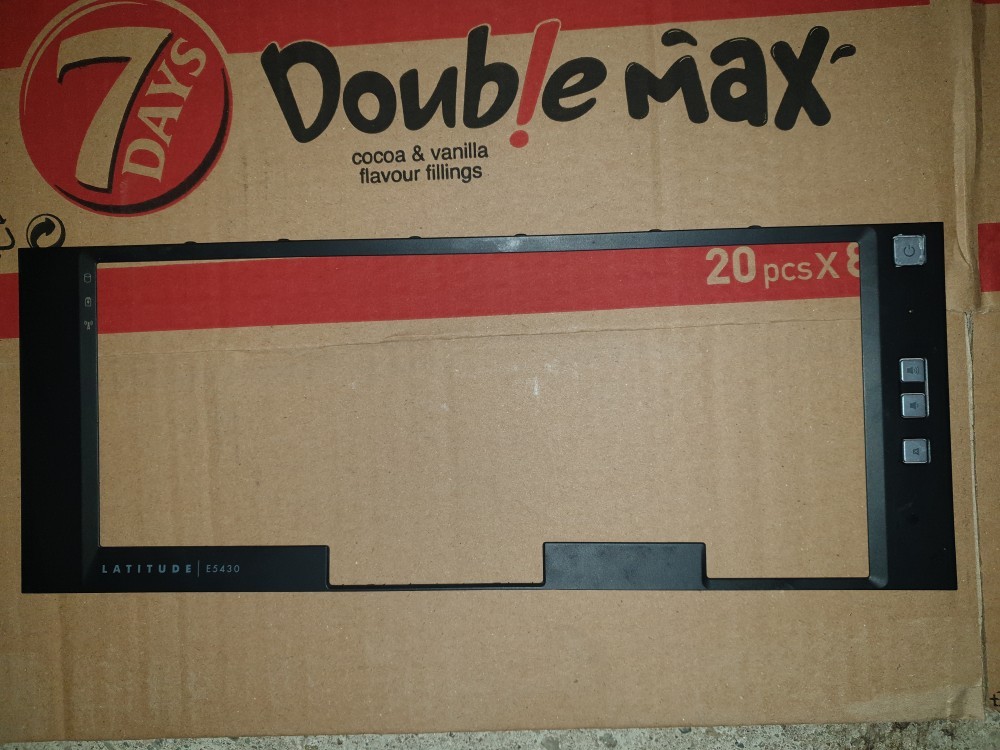 7
DAYS
Double max
cocoa & vanilla
flavour fillings
20 pcs X
LATITUDE | E5430